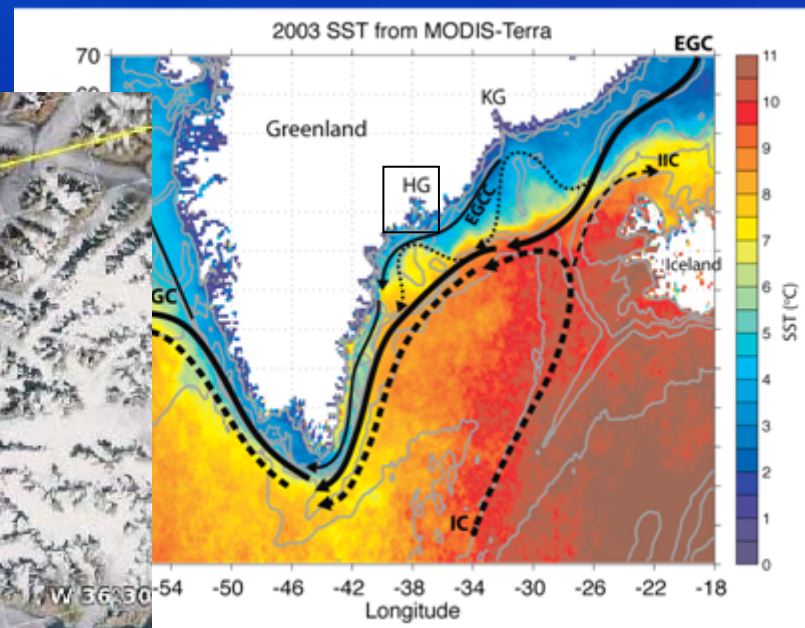 2003 SST from MODIS-Terra
EGC
70
KG
Greenland
HG
EGCC
IIC
Iceland
GC
IC
W 36°30
-54 -50 -46 -42 -38 -34 -30 -26 -22 -18
Longitude
11
10
9
8
7
6
5
4
3
2
1
0
SST (°C)